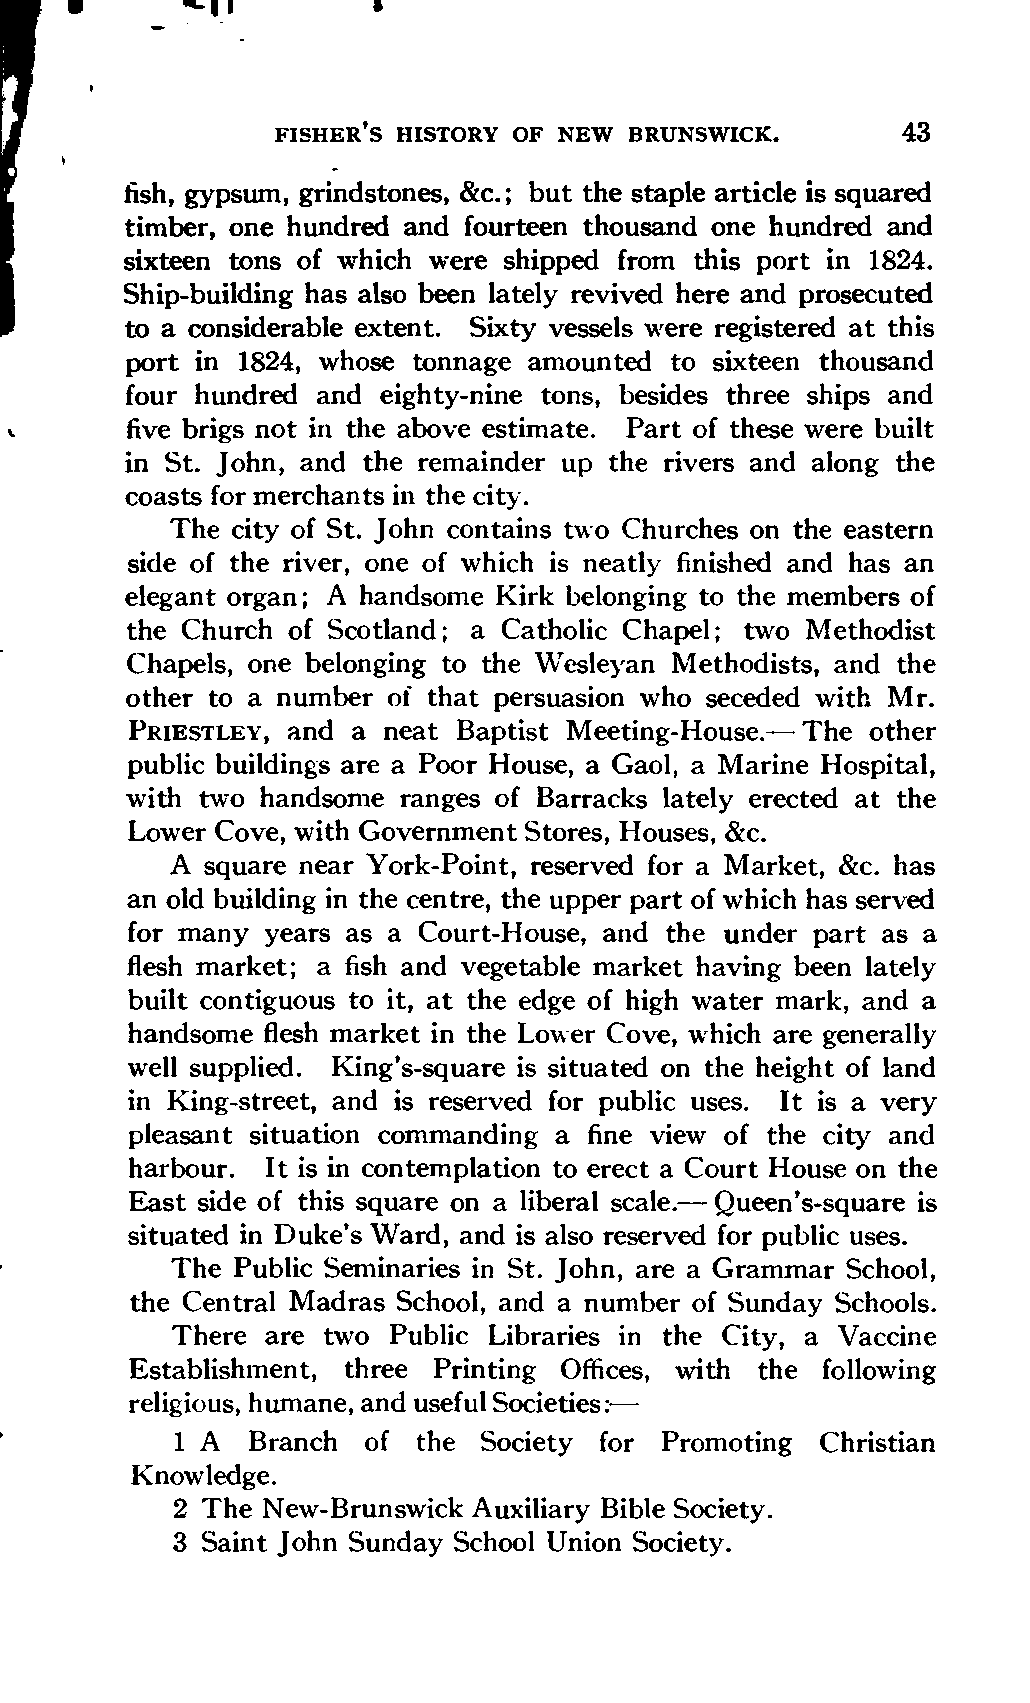 FISHER'S HISTORY OF NEW BRUNSWICK. 43
fish, gypsum, grindstones, &c.; but the staple article is squared
timber, one hundred and fourteen thousand one hundred and
sixteen tons of which were shipped from this port in 1824.
Ship-building has also been lately revived here and prosecuted
to a considerable extent. Sixty vessels were registered at this
port in 1824, whose tonnage amounted to sixteen thousand
four hundred and eighty-nine tons, besides three ships and
five brigs not in the above estimate. Part of these were built
in St. John, and the remainder up the rivers and along the
coasts for merchants in the city.
The city of St. John contains two Churches on the eastern
side of the river, one of which is neatly finished and has an
elegant organ; A handsome Kirk belonging to the members of
the Church of Scotland; a Catholic Chapel; two Methodist
Chapels, one belonging to the Wesleyan Methodists, and the
other to a number of that persuasion who seceded with Mr.
PRIESTLEY, and a neat Baptist Meeting-House.— The other
public buildings are a Poor House, a Gaol, a Marine Hospital,
with two handsome ranges of Barracks lately erected at the
Lower Cove, with Government Stores, Houses, &c.
A square near York-Point, reserved for a Market, &c. has
an old building in the centre, the upper part of which has served
for many years as a Court-House, and the under part as a
flesh market; a fish and vegetable market having been lately
built contiguous to it, at the edge of high water mark, and a
handsome flesh market in the Lower Cove, which are generally
well supplied. King's-square is situated on the height of land
in King-street, and is reserved for public uses. It is a very
pleasant situation commanding a fine view of the city and
harbour. It is in contemplation to erect a Court House on the
East side of this square on a liberal scale.— Queen's-square is
situated in Duke's Ward, and is also reserved for public uses.
The Public Seminaries in St. John, are a Grammar School,
the Central Madras School, and a number of Sunday Schools.
There are two Public Libraries in the City, a Vaccine
Establishment, three Printing Offices, with the following
religious, humane, and useful Societies:—
1 A Branch of the Society for Promoting Christian
Knowledge.
2 The New-Brunswick Auxiliary Bible Society.
3 Saint John Sunday School Union Society.